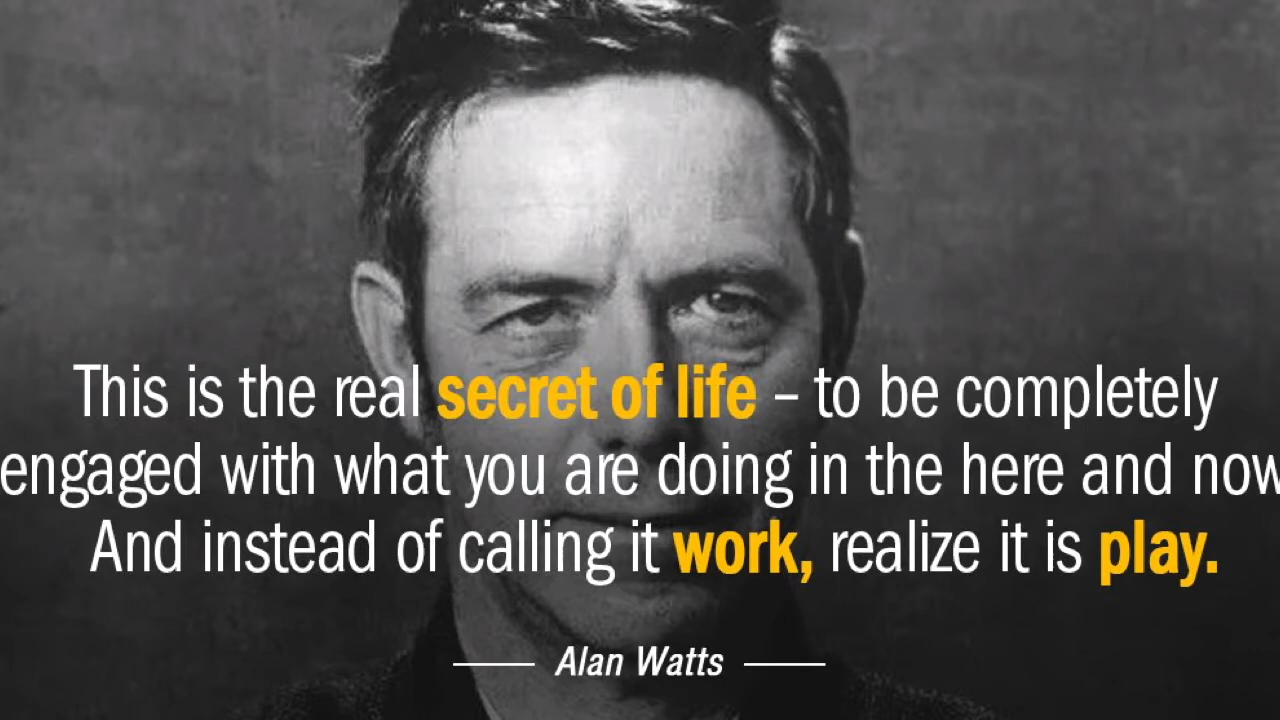 This is the real secret of life – to be completely
engaged with what you are doing in the here and now
And instead of calling it work, realize it is play.
Alan Watts